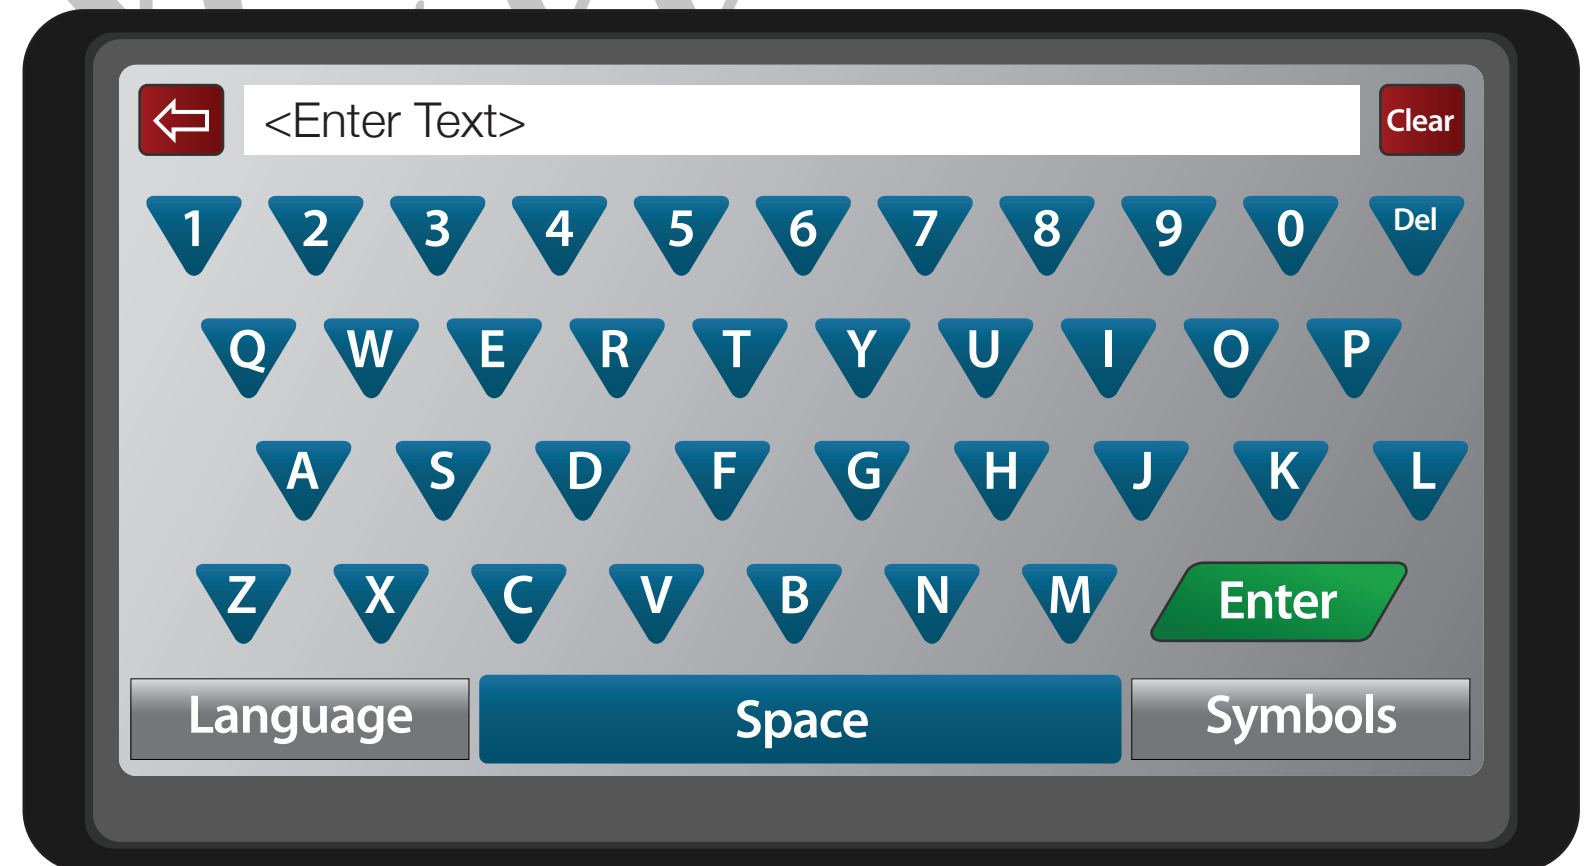 <Enter Text> Clear
1 2 3 4 5 6 7 8 9 0 Del
Q W E R T Y U I O P
A S D F G H J K L
Z X C V B N M Enter
Language Space Symbols